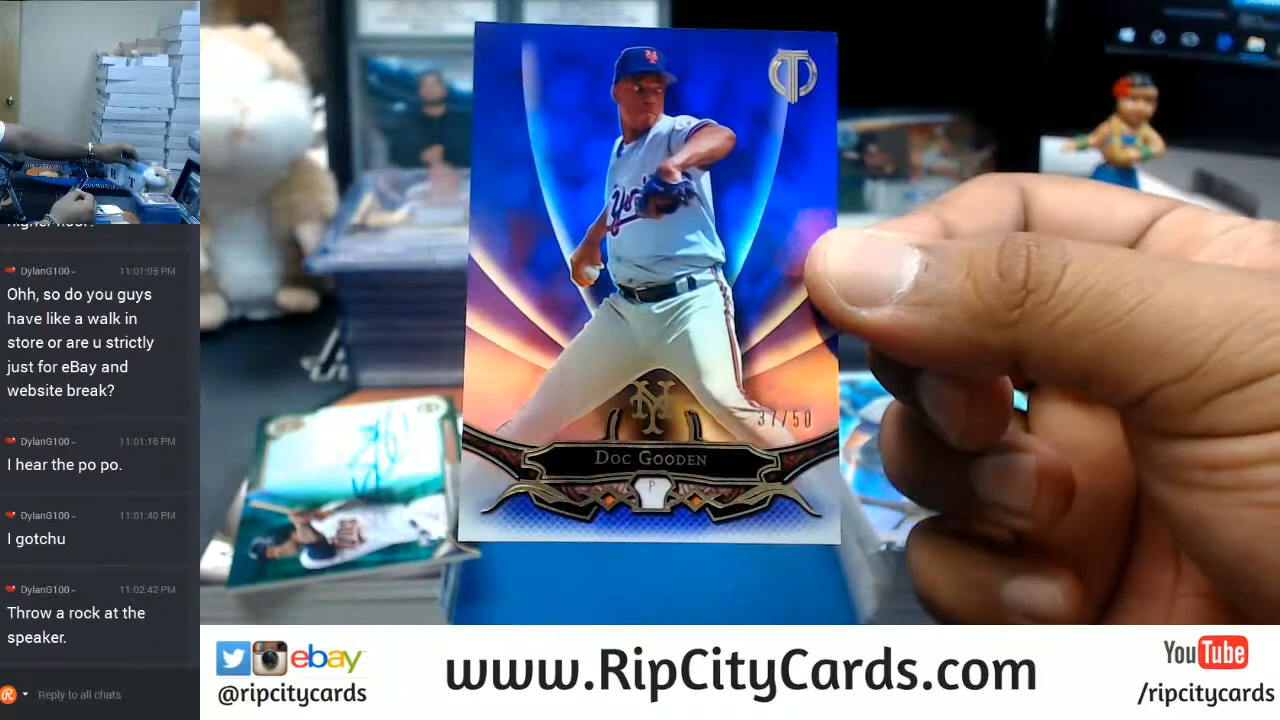 DylanG100~ 11:01:05 PM
Ohh, so do you guys
have like a walk in
store or are u strictly
just for eBay and
website break?
DylanG100~ 11:01:16 PM
I hear the po po.
DylanG100~ 11:01:40 PM
I gotchu
DylanG100~ 11:02:42 PM
Throw a rock at the
speaker.
Reply to all chats
NY
37/50
DOC GOODEN
P
ebay
@ripcitycards
www.RipCityCards.com
YouTube
/ripcitycards